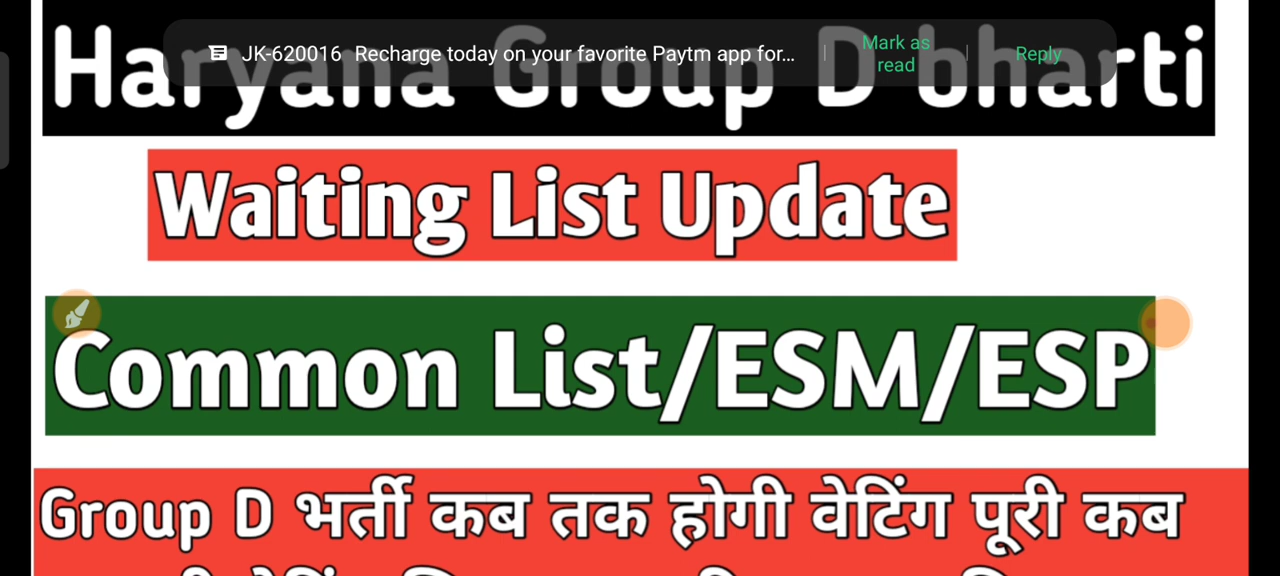 Haryana Group D bharti
JK-620016 Recharge today on your favorite Paytm app for...
Mark as read
Reply
Waiting List Update
Common List/ESM/ESP
Group D भर्ती कब तक होगी वेटिंग पूरी कब